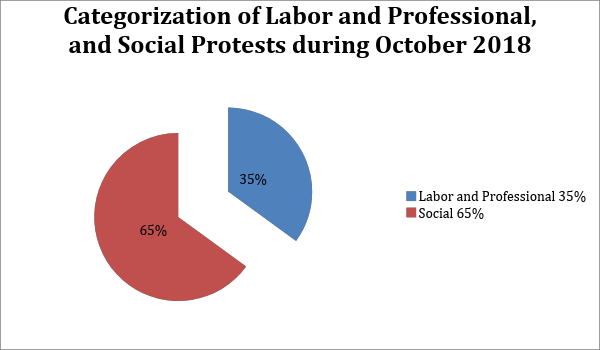 Categorization of Labor and Professional,
and Social Protests during October 2018
35%
65%
Labor and Professional 35%
Social 65%